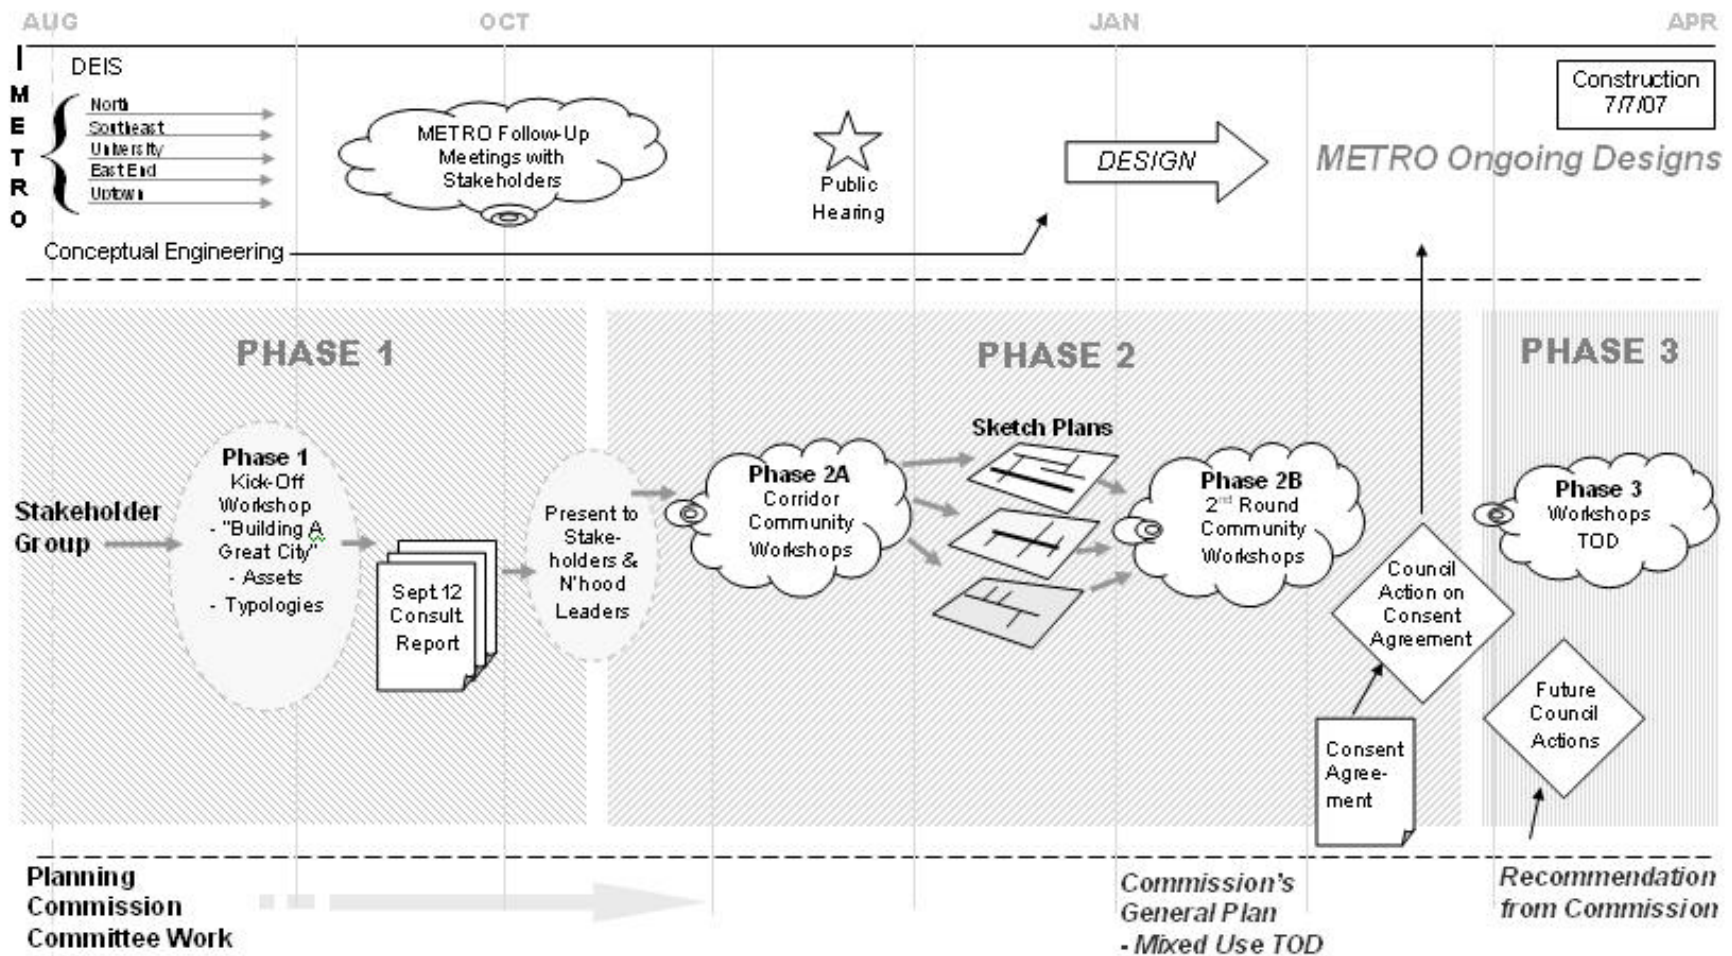 AUG
OCT
JAN
APR
I
M
E
T
R
O
DEIS
North
Southeast
University
East End
Uptown
Conceptual Engineering
METRO Follow-Up
Meetings with
Stakeholders
Public
Hearing
DESIGN
METRO Ongoing Designs
Construction
7/7/07
PHASE 1
PHASE 2
PHASE 3
Stakeholder
Group
Phase 1
Kick-Off
Workshop
- "Building A
Great City"
- Assets
- Typologies
Sept.12
Consult.
Report
Present to
Stake-
holders &
N'hood
Leaders
Phase 2A
Corridor
Community
Workshops
Sketch Plans
Phase 2B
2nd Round
Community
Workshops
Council
Action on
Consent
Agreement
Consent
Agree-
ment
Phase 3
Workshops
TOD
Future
Council
Actions
Planning
Commission
Committee Work
Commission's
General Plan
- Mixed Use TOD
Recommendation
from Commission